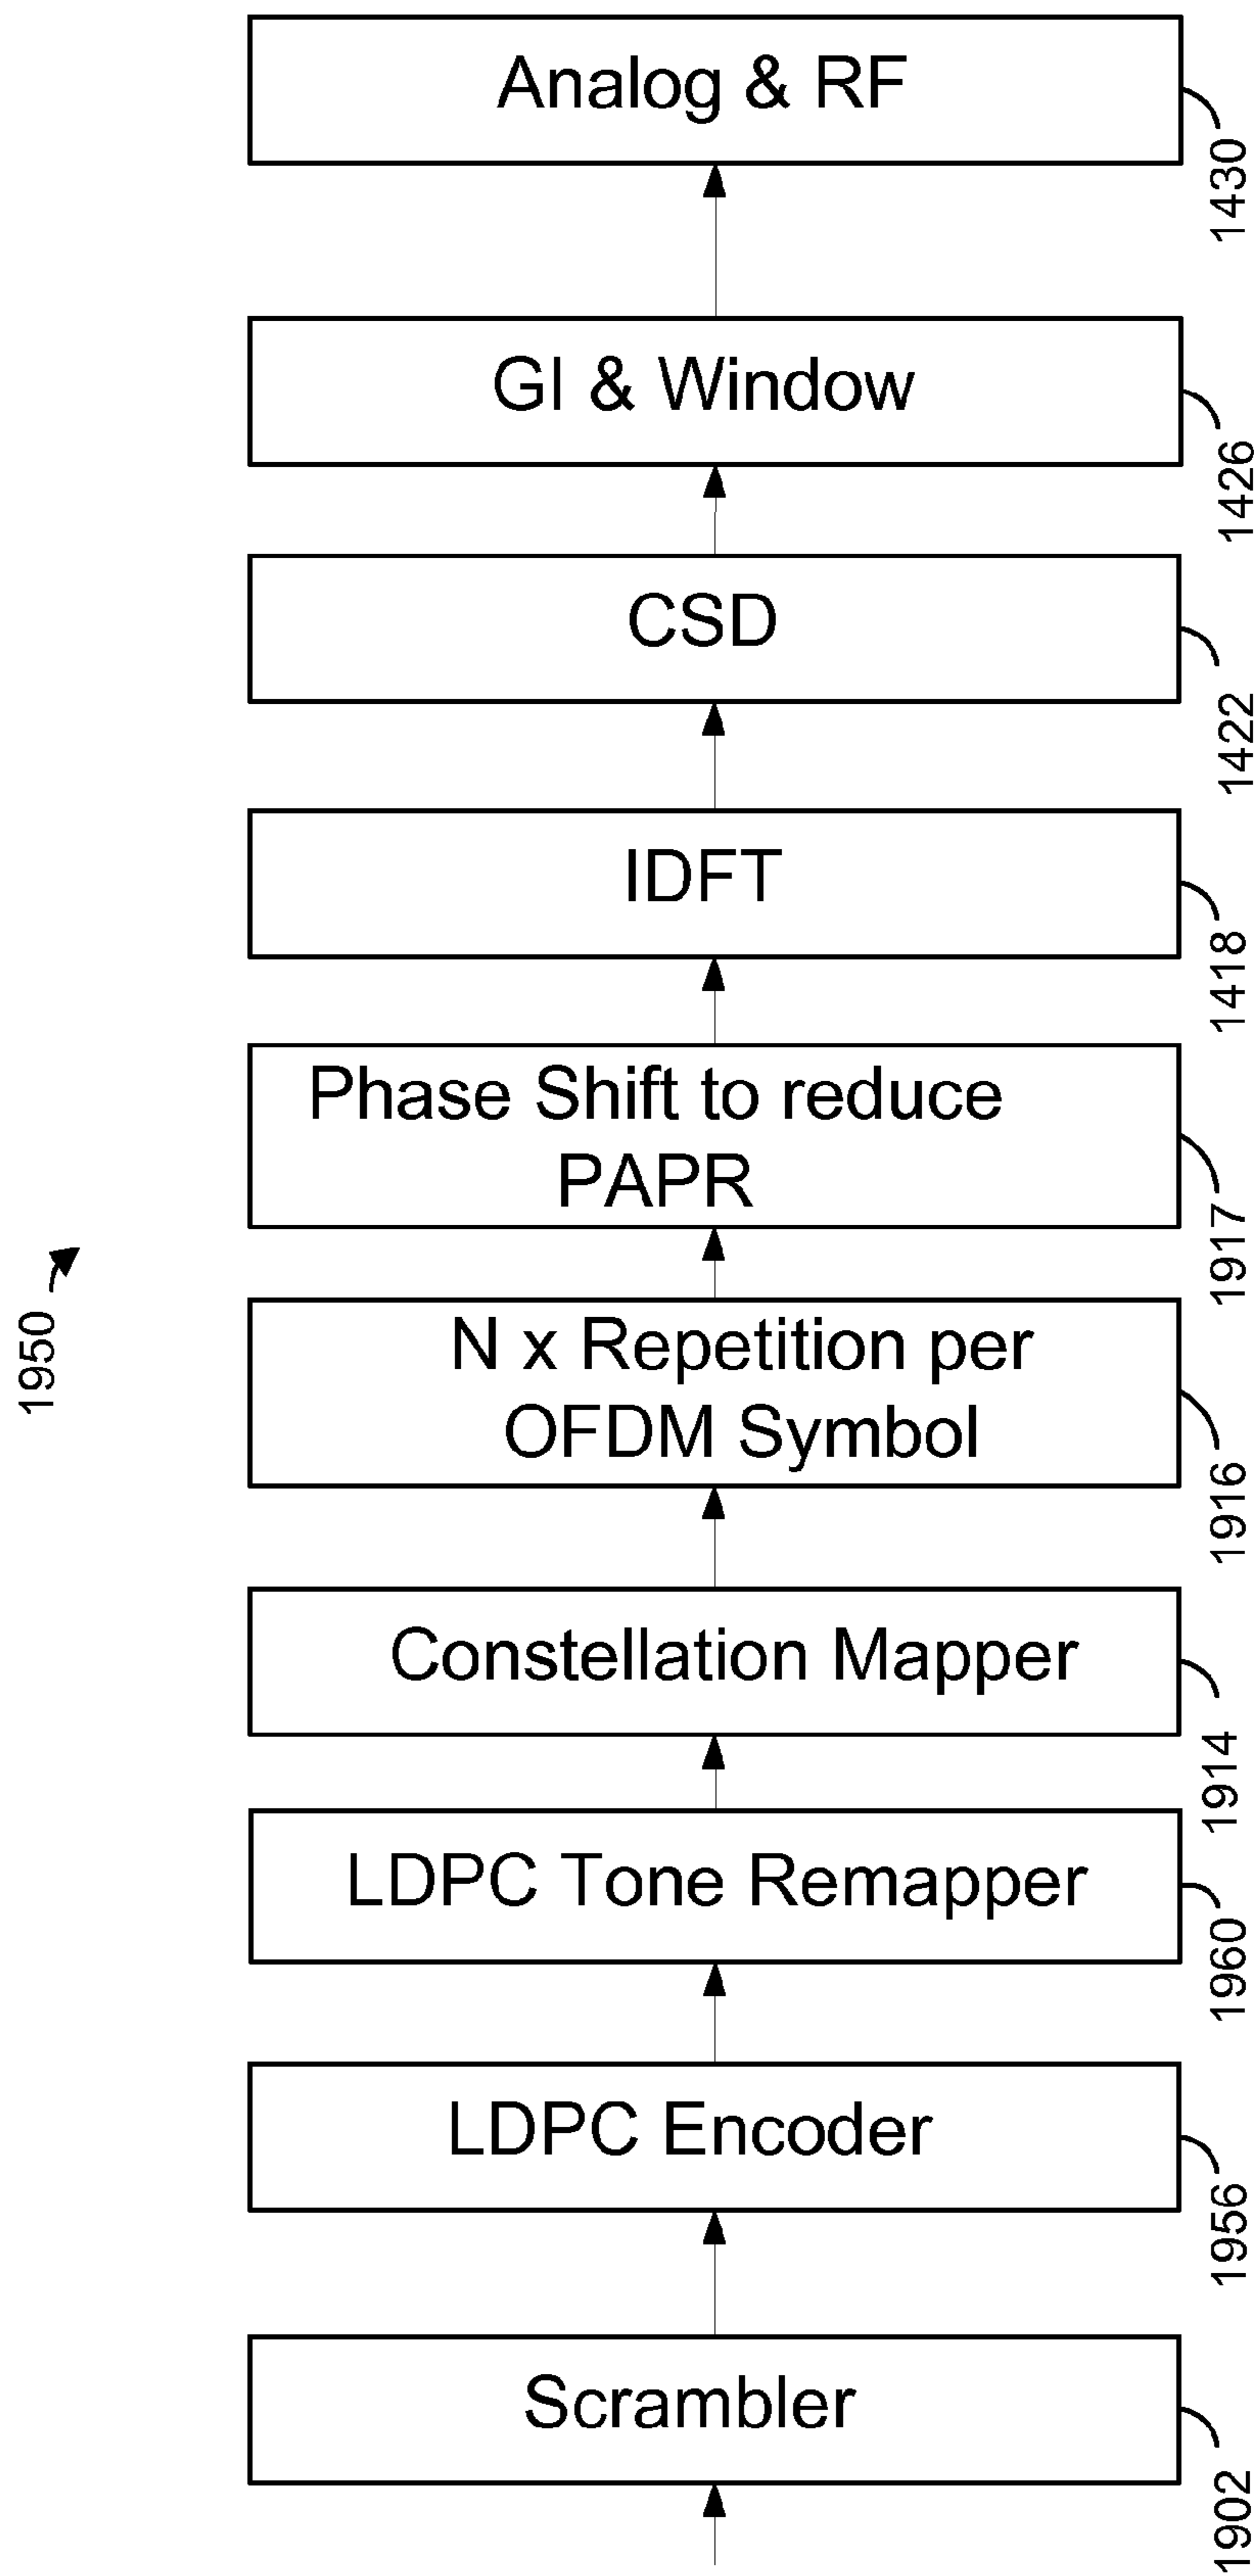 Analog & RF
1430
GI & Window
1426
CSD
1422
IDFT
1418
Phase Shift to reduce
PAPR
1917
1950
N x Repetition per
OFDM Symbol
1916
Constellation Mapper
1914
LDPC Tone Remapper
1960
LDPC Encoder
1956
Scrambler
1902